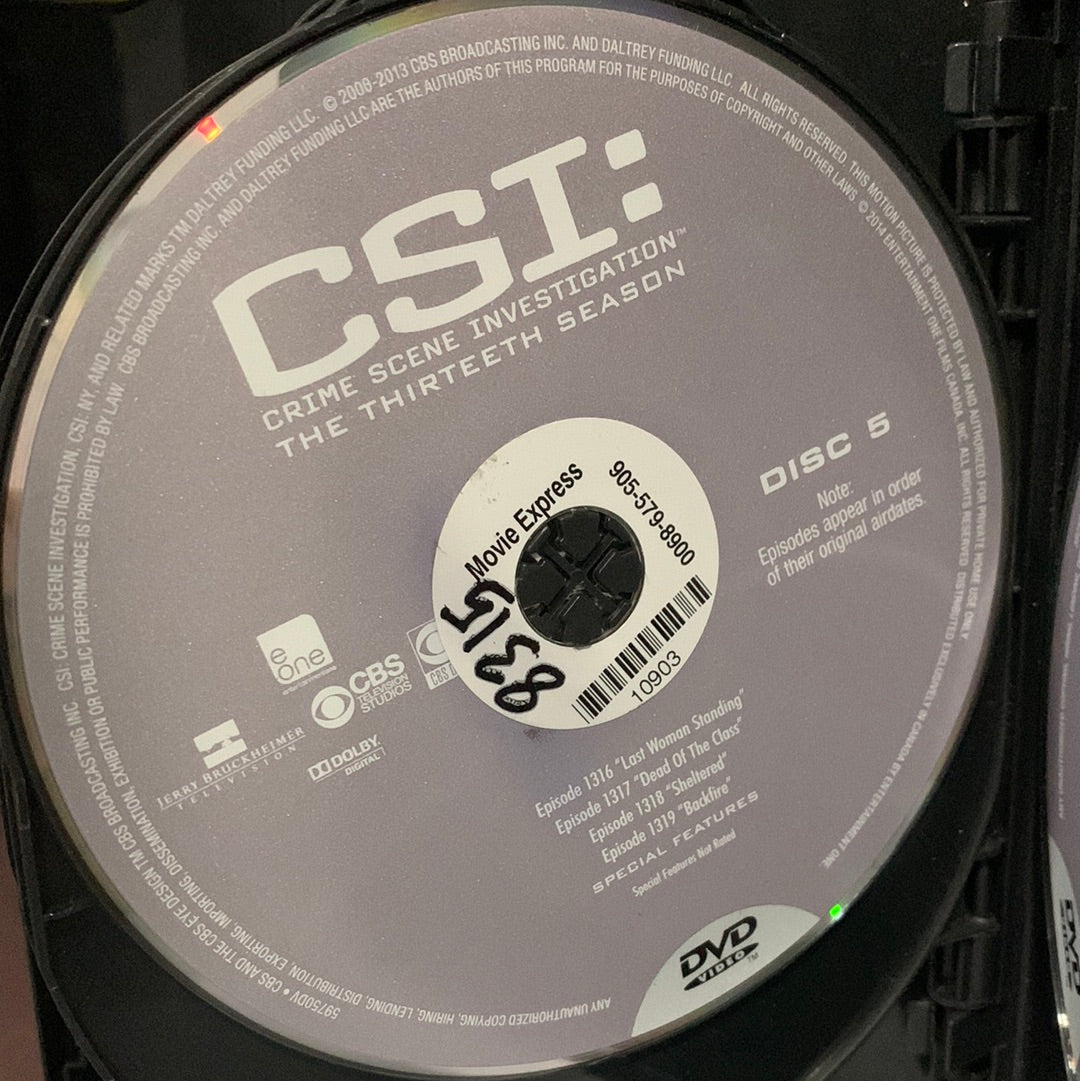 CSI: CRIME SCENE INVESTIGATION, CSI: NY, AND RELATED MARKS TM DALTREY FUNDING LLC. © 2000-2013 CBS BROADCASTING INC. AND DALTREY FUNDING LLC. ALL RIGHTS RESERVED. THIS MOTION PICTURE IS PROTECTED BY LAW AND AUTHORIZED FOR PRIVATE HOME USE ONLY.
CBS BROADCASTING INC. AND DALTREY FUNDING LLC ARE THE AUTHORS OF THIS PROGRAM FOR THE PURPOSES OF COPYRIGHT AND OTHER LAWS. © 2014 ENTERTAINMENT ONE FILMS CANADA, INC. ALL RIGHTS RESERVED. DISTRIBUTED EXCLUSIVELY IN CANADA BY ENTERTAINMENT ONE.
CSI:
CRIME SCENE INVESTIGATION™
THE THIRTEETH SEASON
DISC 5
Note:
Episodes appear in order
of their original airdates.
Movie Express
905-579-8900
8315
10903
e
one
entertainment
CBS
TELEVISION
STUDIOS
CBS
JERRY BRUCKHEIMER
TELEVISION
DOLBY
DIGITAL
Episode 1316 "Last Woman Standing"
Episode 1317 "Dead Of The Class"
Episode 1318 "Sheltered"
Episode 1319 "Backfire"
SPECIAL FEATURES
Special Features Not Rated
DVD
VIDEO™
59750DV • CBS AND THE CBS EYE DESIGN TM CBS BROADCASTING INC.
ANY UNAUTHORIZED COPYING, HIRING, LENDING, DISTRIBUTION, EXPORTING, IMPORTING, DISSEMINATION, EXHIBITION OR PUBLIC PERFORMANCE IS PROHIBITED BY LAW.
DVD